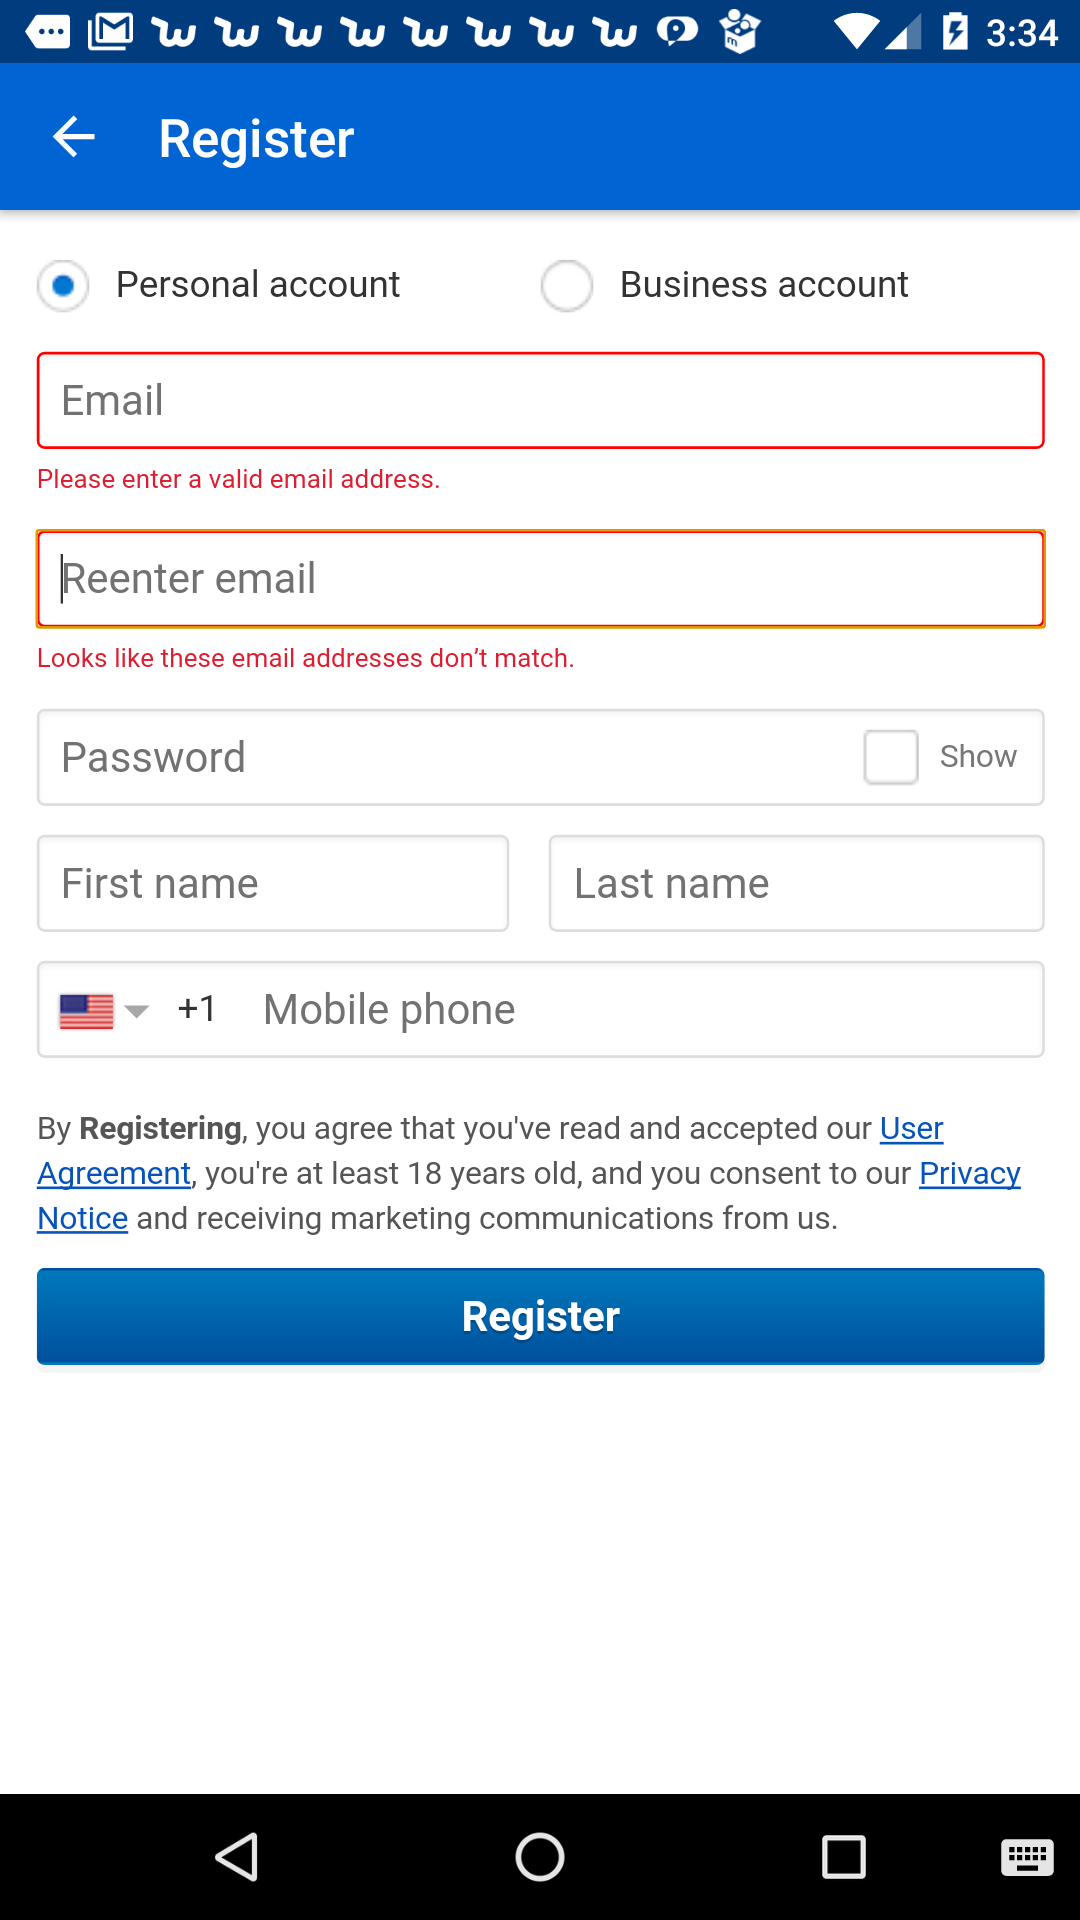 3:34
Register
Personal account
Business account
Email
Please enter a valid email address.
Reenter email
Looks like these email addresses don’t match.
Password
Show
First name
Last name
+1 Mobile phone
By Registering, you agree that you've read and accepted our User
Agreement, you're at least 18 years old, and you consent to our Privacy
Notice and receiving marketing communications from us.
Register